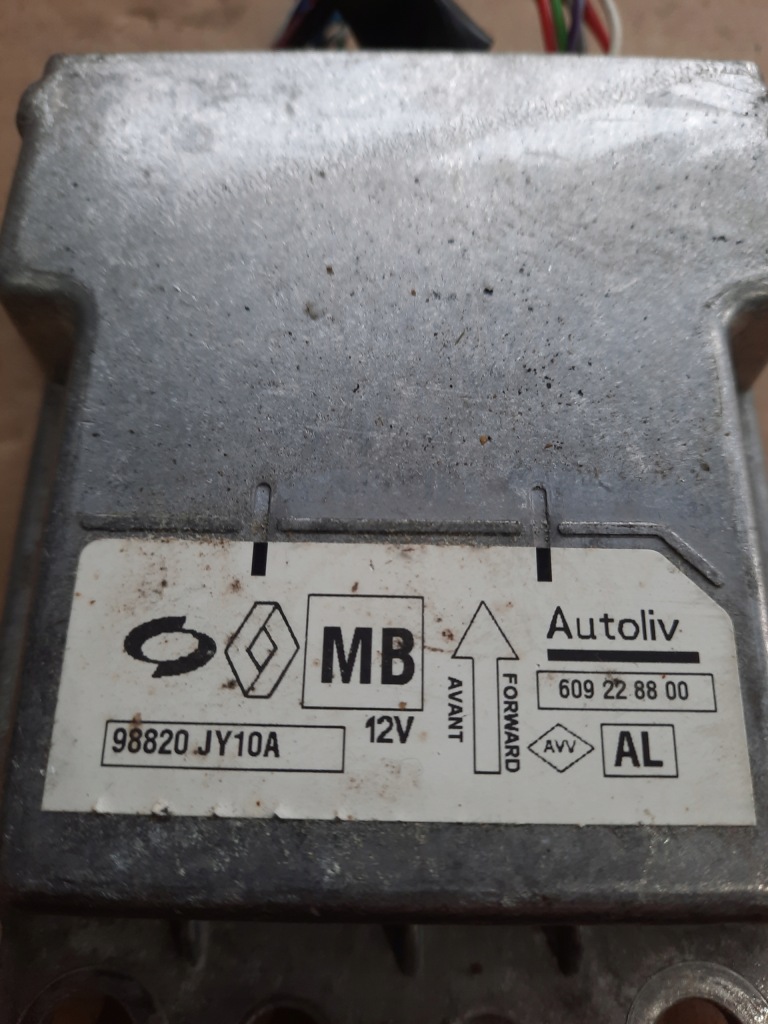 MB
12V
98820 JY10A
AVANT
FORWARD
Autoliv
609 22 88 00
AVV
AL